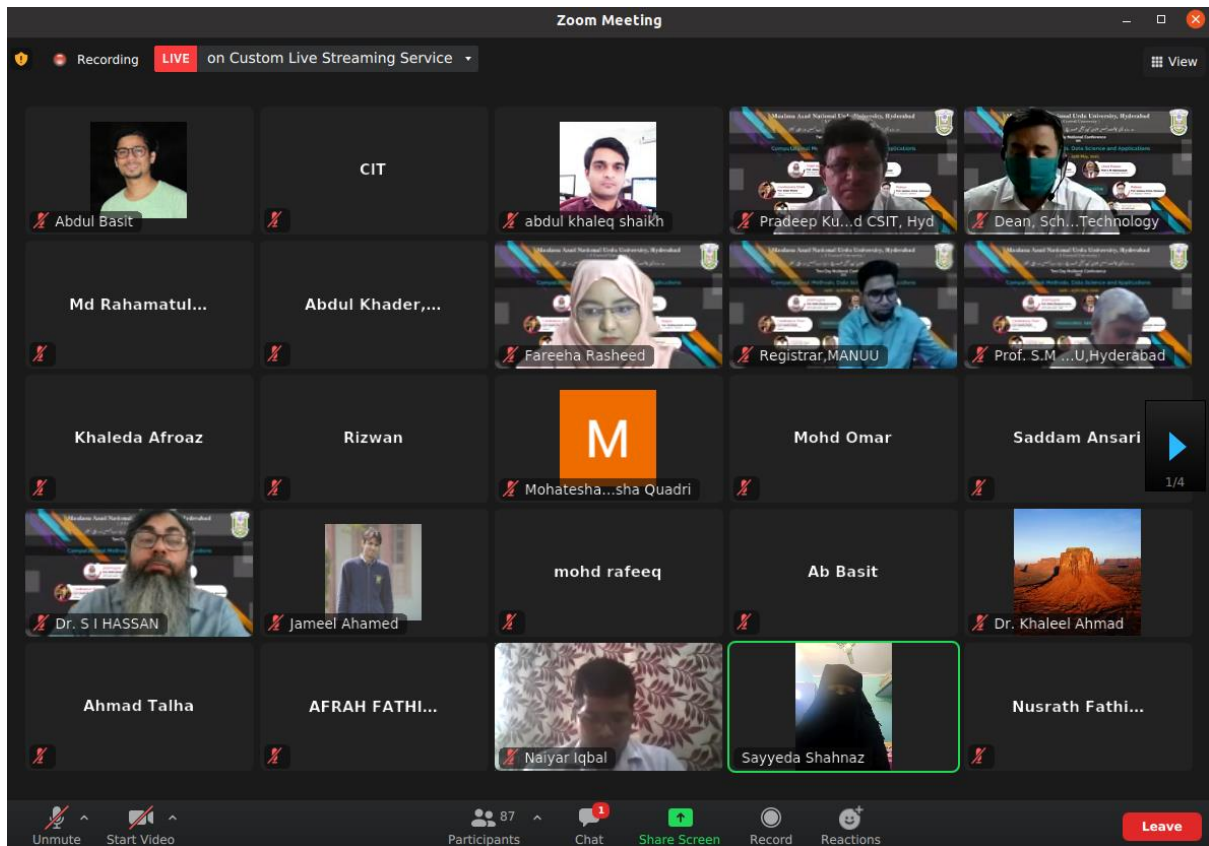 Zoom Meeting
Recording LIVE on Custom Live Streaming Service
View
Abdul Basit
CIT
abdul khaleq shaikh
Pradeep Ku...d CSIT, Hyd
Dean, Sch...Technology
Md Rahamatul...
Abdul Khader,...
Fareeha Rasheed
Registrar,MANUU
Prof. S.M ...U,Hyderabad
Khaleda Afroaz
Rizwan
M
Mohatesha...sha Quadri
Mohd Omar
Saddam Ansari
1/4
Dr. S I HASSAN
Jameel Ahamed
mohd rafeeq
Ab Basit
Dr. Khaleel Ahmad
Ahmad Talha
AFRAH FATHI...
Naiyar Iqbal
Sayyeda Shahnaz
Nusrath Fathi...
Unmute
Start Video
87
Participants
1
Chat
Share Screen
Record
Reactions
Leave